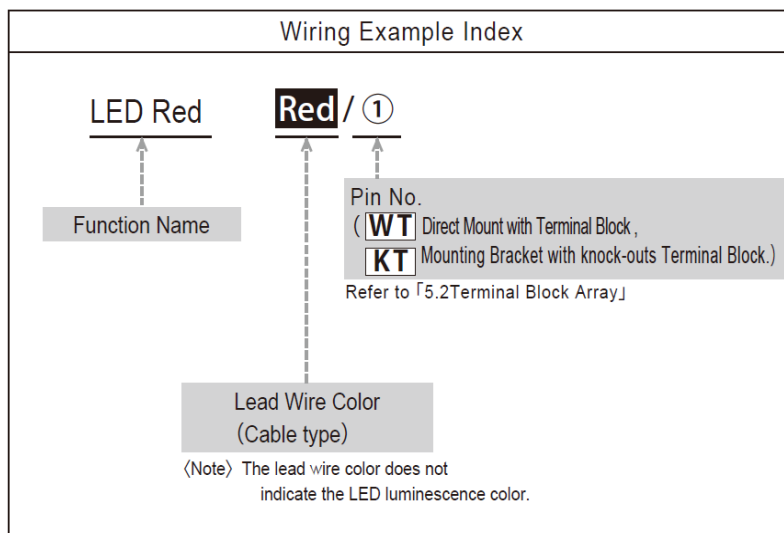 Wiring Example Index
LED Red Red / ①
Function Name
Pin No.
( WT Direct Mount with Terminal Block ,
KT Mounting Bracket with knock-outs Terminal Block.)
Refer to「5.2Terminal Block Array」
Lead Wire Color
(Cable type)
〈Note〉 The lead wire color does not
indicate the LED luminescence color.